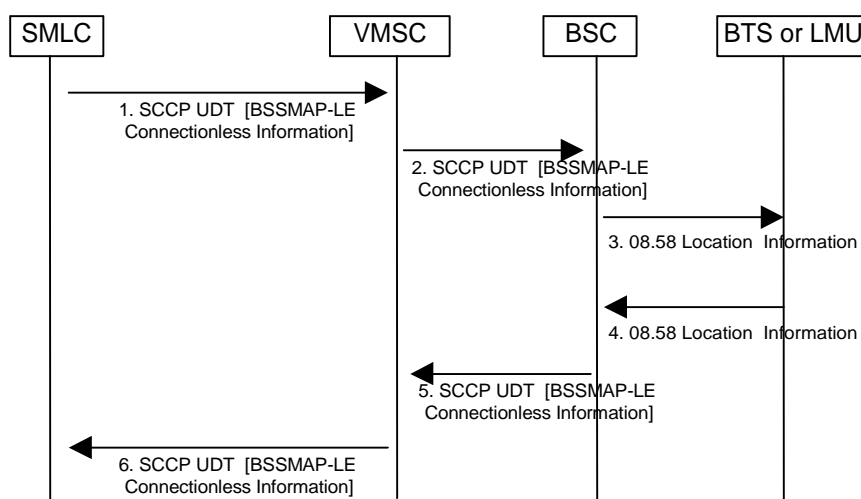 SMLC VMSC BSC BTS or LMU
1. SCCP UDT [BSSMAP-LE
Connectionless Information]
2. SCCP UDT [BSSMAP-LE
Connectionless Information]
3. 08.58 Location Information
4. 08.58 Location Information
5. SCCP UDT [BSSMAP-LE
Connectionless Information]
6. SCCP UDT [BSSMAP-LE
Connectionless Information]